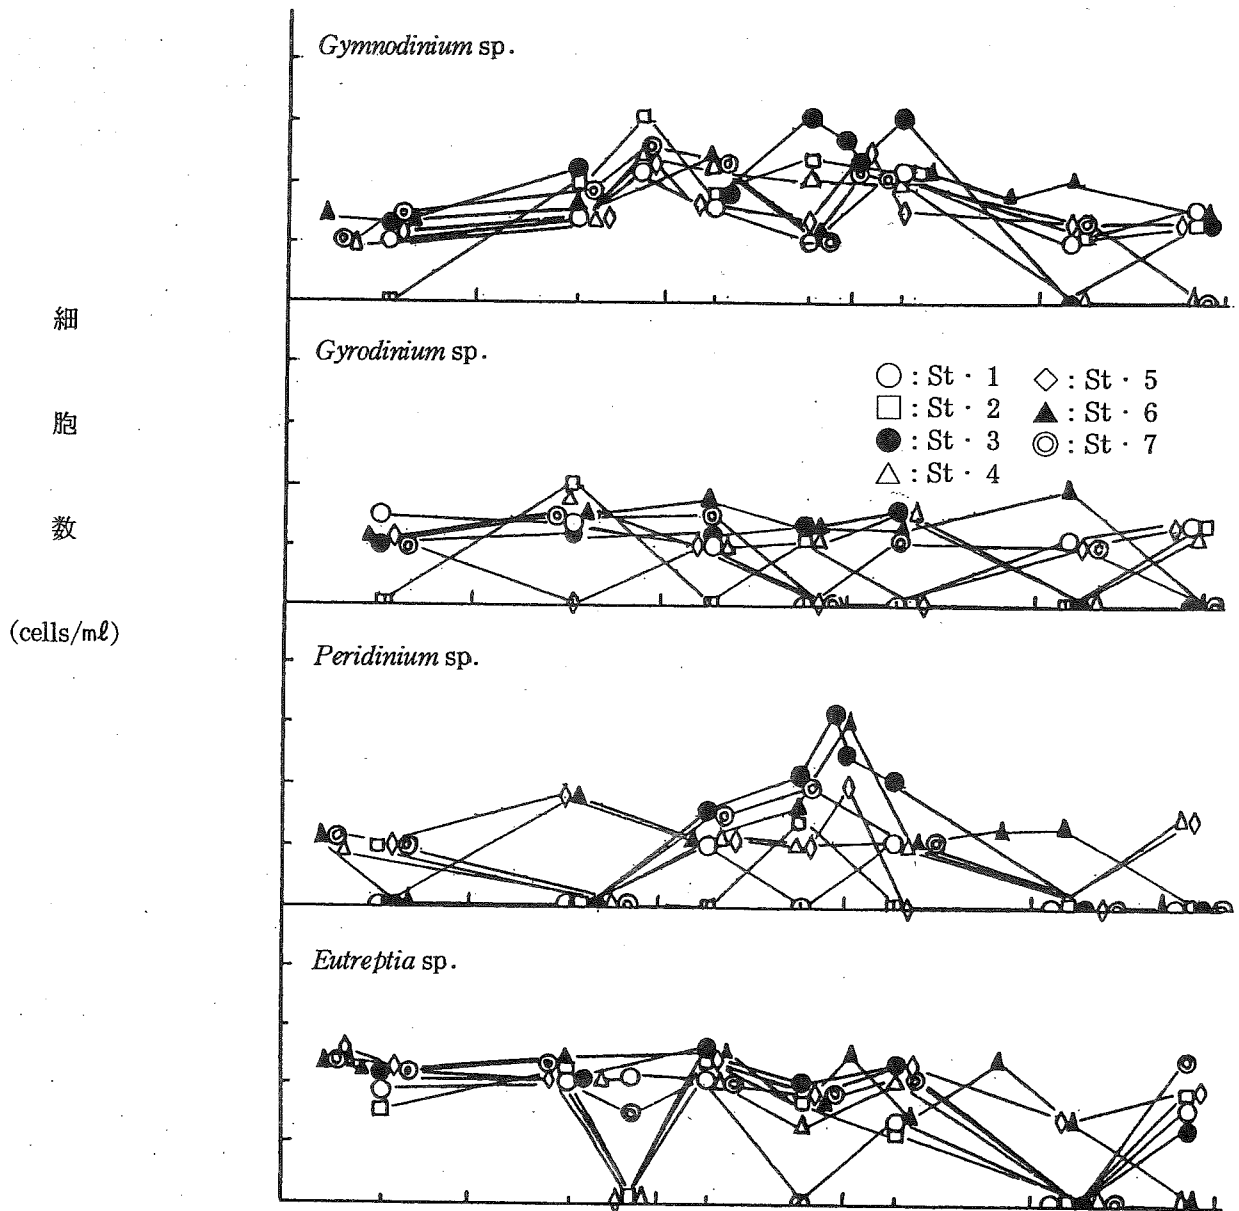 Gymnodinium sp.
Gyrodinium sp.
○ : St・1
□ : St・2
● : St・3
△ : St・4
◇ : St・5
▲ : St・6
◎ : St・7
細
胞
数
(cells/mℓ)
Peridinium sp.
Eutreptia sp.